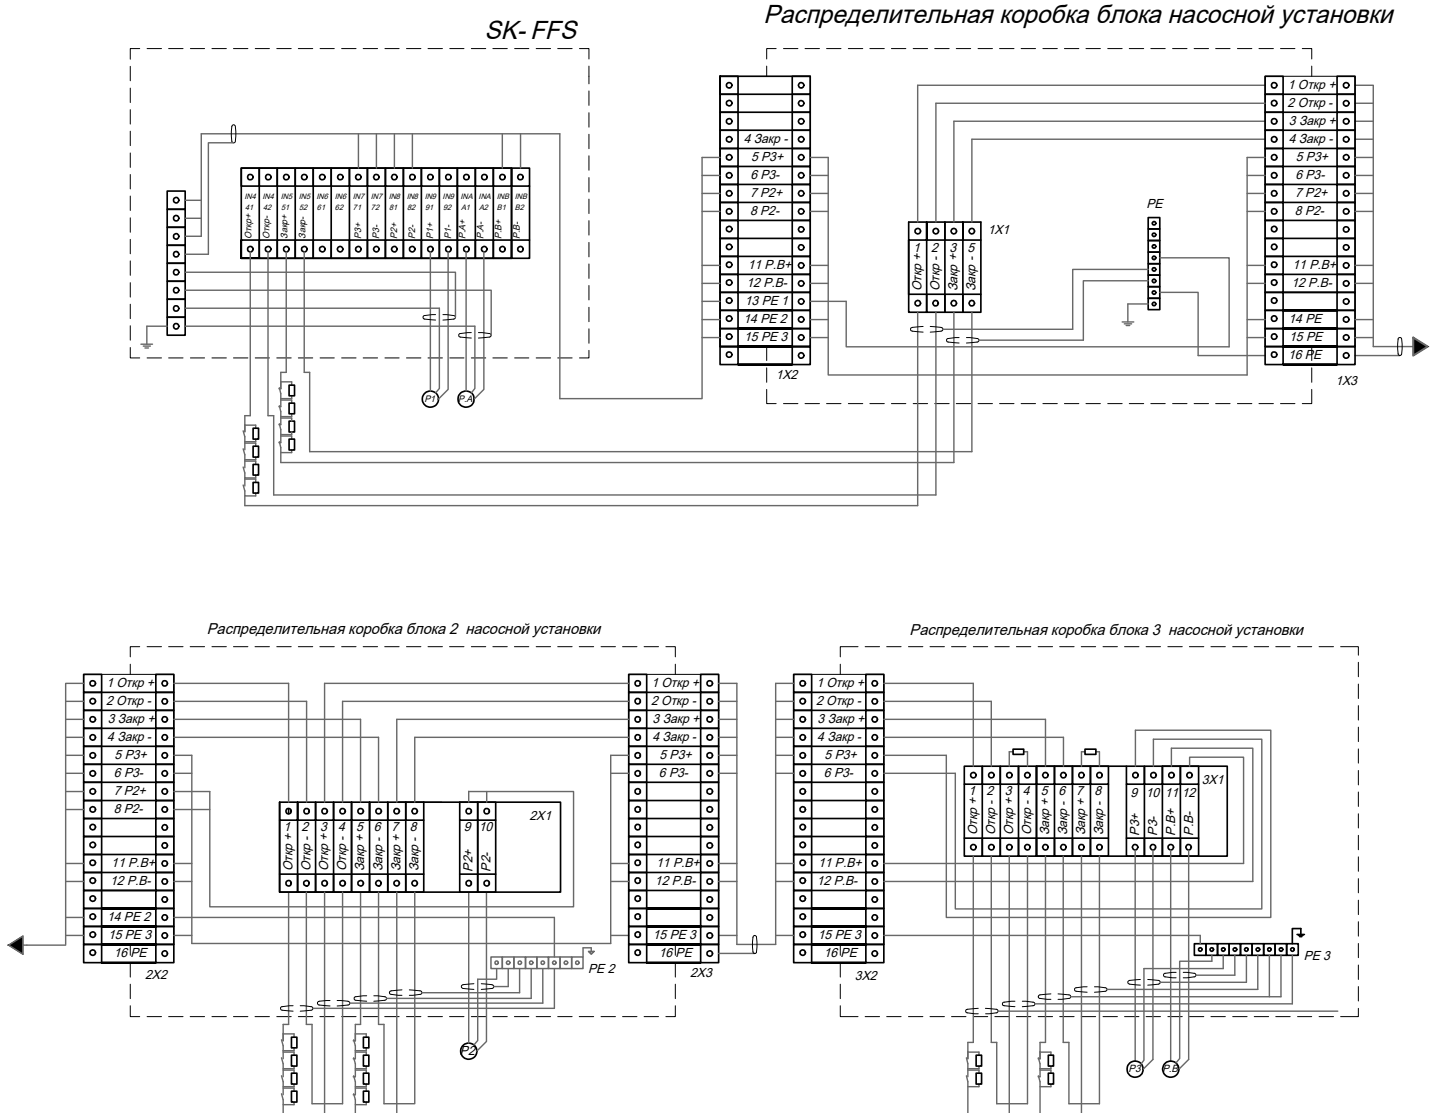 SK- FFS
Распределительная коробка блока насосной установки
IN4 IN4 IN5 IN5 IN6 IN6 IN7 IN7 IN8 IN8 IN9 IN9 INA INA INB INB
41 42 51 52 61 62 71 72 81 82 91 92 A1 A2 B1 B2
Откр+ Откр- Закр+ Закр- P3+ P3- P2+ P2- P1+ P1- P.A+ P.A- P.B+ P.B-
P1
P.A
4 Закр -
5 P3+
6 P3-
7 P2+
8 P2-
11 P.B+
12 P.B-
13 PE 1
14 PE 2
15 PE 3
1X2
1X1
1 2 3 5
Откр + Откр - Закр + Закр -
PE
1 Откр +
2 Откр -
3 Закр +
4 Закр -
5 P3+
6 P3-
7 P2+
8 P2-
11 P.B+
12 P.B-
14 PE
15 PE
16 PE
1X3
Распределительная коробка блока 2 насосной установки
1 Откр +
2 Откр -
3 Закр +
4 Закр -
5 P3+
6 P3-
7 P2+
8 P2-
11 P.B+
12 P.B-
14 PE 2
15 PE 3
16 PE
2X2
2X1
1 2 3 4 5 6 7 8 9 10
Откр + Откр - Откр + Откр - Закр + Закр - Закр + Закр - P2+ P2-
PE 2
P2
1 Откр +
2 Откр -
3 Закр +
4 Закр -
5 P3+
6 P3-
11 P.B+
12 P.B-
15 PE 3
16 PE
2X3
Распределительная коробка блока 3 насосной установки
1 Откр +
2 Откр -
3 Закр +
4 Закр -
5 P3+
6 P3-
11 P.B+
12 P.B-
15 PE 3
16 PE
3X2
3X1
1 2 3 4 5 6 7 8 9 10 11 12
Откр + Откр - Откр + Откр - Закр + Закр - Закр + Закр - P3+ P3- P.B+ P.B-
PE 3
P3
P.B